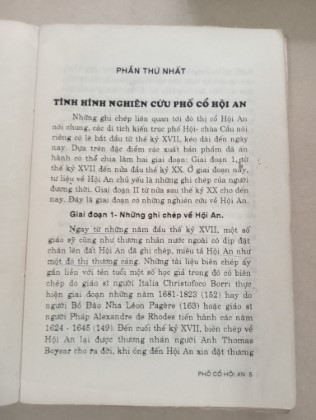 PHẦN THỨ NHẤT
TÌNH HÌNH NGHIÊN CỨU PHỐ CỔ HỘI AN
Những ghi chép liên quan tới đô thị cổ Hội An
nói chung, các di tích kiến trúc phố Hội- chùa Cầu nói
riêng có lẽ bắt đầu từ thế kỷ XVII, kéo dài đến ngày
nay. Dựa trên đặc điểm các xuất bản phẩm đã ấn
hành có thể chia làm hai giai đoạn: Giai đoạn 1, từ
thế kỷ XVII đến nửa đầu thế kỷ XX. Ở giai đoạn này,
tư liệu về Hội An chủ yếu là những ghi chép của người
đương thời. Giai đoạn II từ nửa sau thế kỷ XX cho đến
nay. Đây là giai đoạn có những nghiên cứu về Hội An.
Giai đoạn 1- Những ghi chép về Hội An.
Ngay từ những năm đầu thế kỷ XVII, một số
giáo sỹ cũng như thương nhân nước ngoài có dịp đặt
chân lên đất Hội An đã ghi chép, miêu tả Hội An như
một đô thị thương cảng. Những tài liệu biên chép ấy
gắn liền với tên tuổi một số học giả trong đó có biên
chép do giáo sĩ người Italia Christofoco Borri thực
hiện giai đoạn những năm 1681-1823 (152) hay do
người Bồ Đào Nha Léon Pagère (163) hoặc giáo sĩ
người Pháp Alexandre de Rhodes tiến hành các năm
1624 - 1645 (149). Đến cuối thế kỷ XVII, biên chép về
Hội An lại được thương nhân người Anh Thomas
Boyear cho ra đời, khi ông đến Hội An xin đặt thương
PHỐ CỔ HỘI AN 5